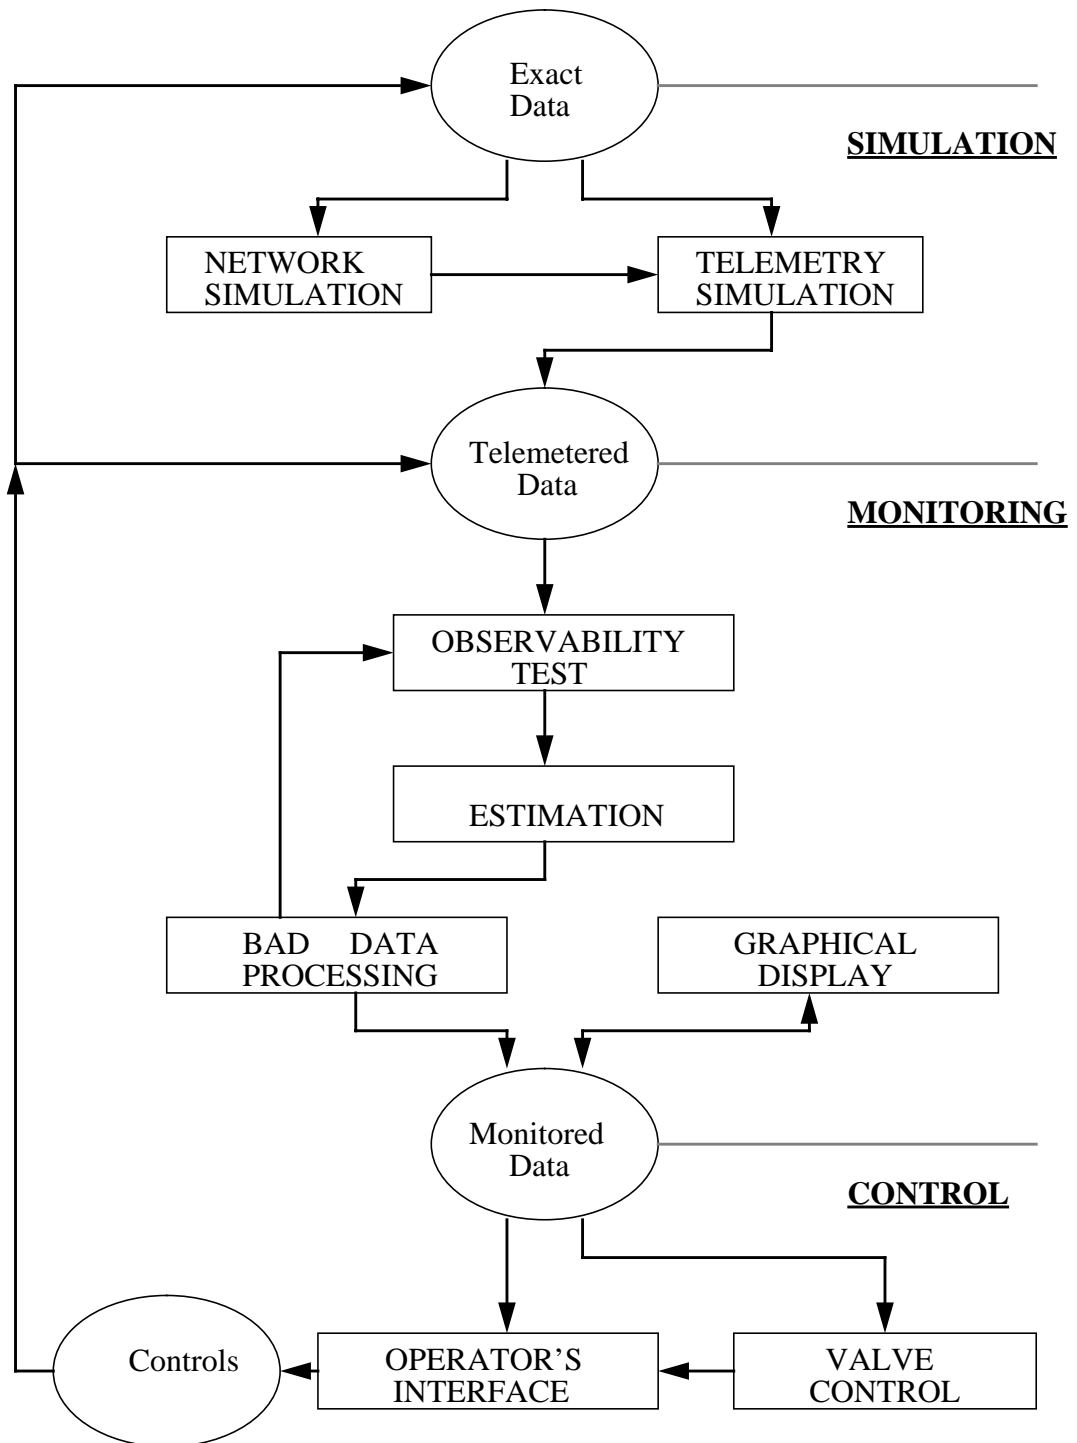 Exact
Data
SIMULATION
NETWORK
SIMULATION
TELEMETRY
SIMULATION
Telemetered
Data
MONITORING
OBSERVABILITY
TEST
ESTIMATION
BAD DATA
PROCESSING
GRAPHICAL
DISPLAY
Monitored
Data
CONTROL
Controls
OPERATOR'S
INTERFACE
VALVE
CONTROL